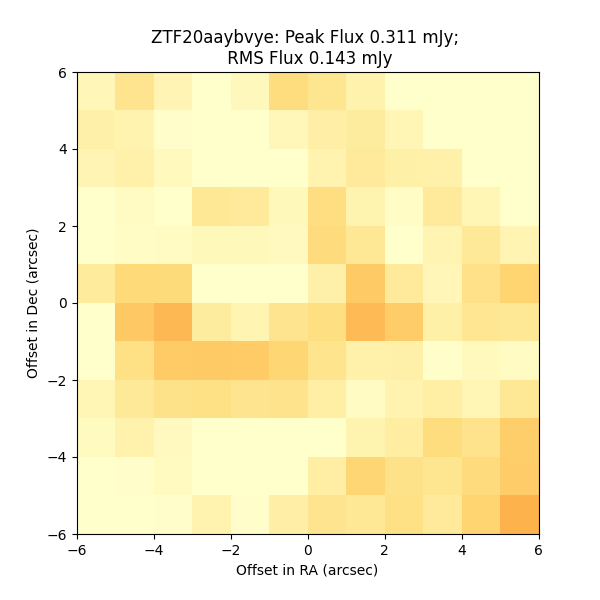 ZTF20aaybvye: Peak Flux 0.311 mJy;
RMS Flux 0.143 mJy
6
4
2
0
−2
−4
−6
Offset in Dec (arcsec)
−6 −4 −2 0 2 4 6
Offset in RA (arcsec)